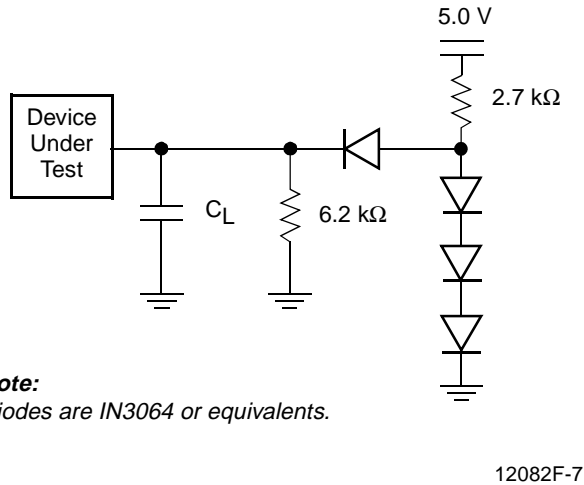 5.0 V
2.7 kΩ
Device
Under
Test
CL
6.2 kΩ
ote:
iodes are IN3064 or equivalents.
12082F-7